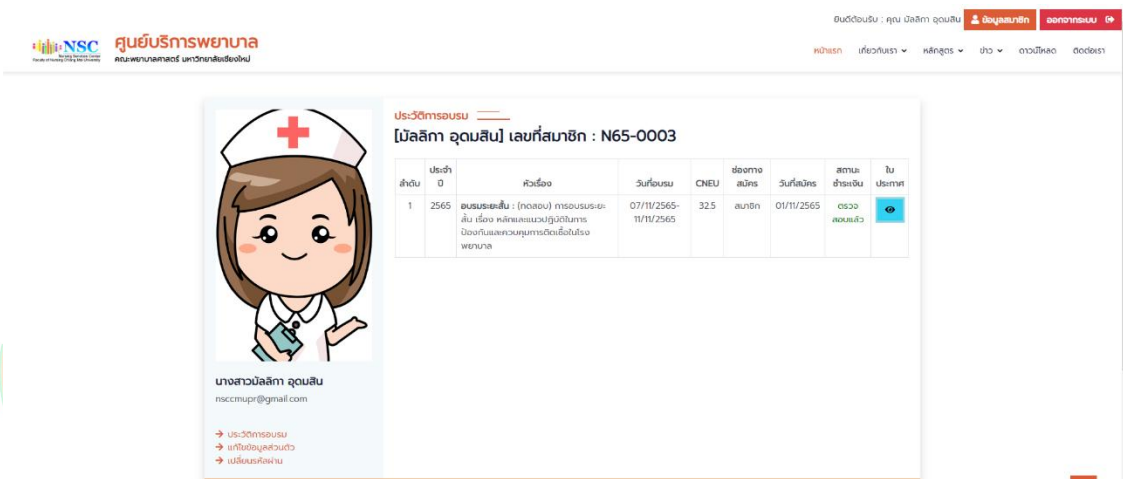 ยินดีต้อนรับ : คุณ มัลลิกา อุดมสิน ข้อมูลสมาชิก ออกจากระบบ
NSC
Nursing Service Center
Faculty of Nursing Chiang Mai University
ศูนย์บริการพยาบาล
คณะพยาบาลศาสตร์ มหาวิทยาลัยเชียงใหม่
หน้าแรก เกี่ยวกับเรา หลักสูตร ข่าว ดาวน์โหลด ติดต่อเรา
ประวัติการอบรม
[มัลลิกา อุดมสิน] เลขที่สมาชิก : N65-0003
ลำดับ ประจำปี หัวเรื่อง วันที่อบรม CNEU ช่องทางสมัคร วันที่สมัคร สถานะชำระเงิน ใบประกาศ
1 2565 อบรมระยะสั้น : (ทดสอบ) การอบรมระยะ 07/11/2565- 32.5 สมาชิก 01/11/2565 ตรวจ
สั้น เรื่อง หลักและแนวปฏิบัติในการ 11/11/2565 สอบแล้ว
ป้องกันและควบคุมการติดเชื้อในโรง
พยาบาล
นางสาวมัลลิกา อุดมสิน
nsccmupr@gmail.com
ประวัติการอบรม
แก้ไขข้อมูลส่วนตัว
เปลี่ยนรหัสผ่าน